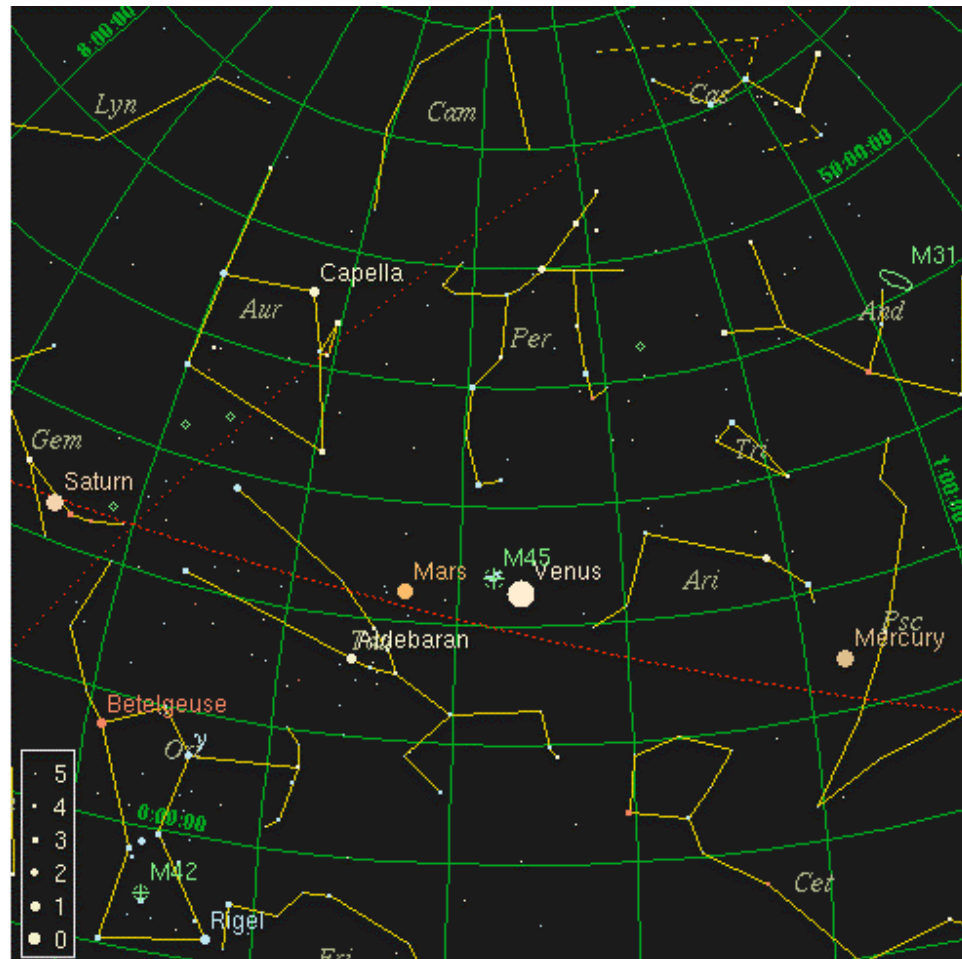 8:00:00
Lyn
Cam
Cas
50:00:00
M31
Capella
Aur
And
Per
Gem
Tri
Saturn
1:00:00
M45
Mars
Venus
Ari
Psc
Aldebaran
Mercury
Betelgeuse
γ
5
4
0:00:00
3
M42
2
Cet
1
Rigel
0
Eri